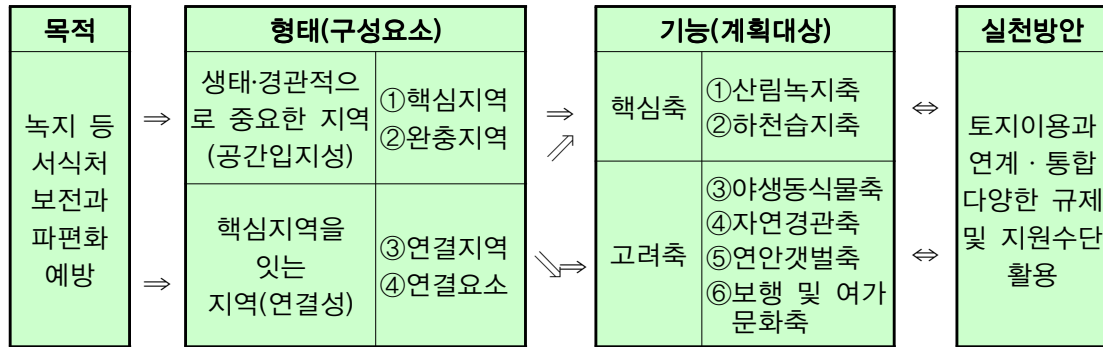 목적
녹지 등
서식처
보전과
파편화
예방
⇒
⇒
형태(구성요소)
생태·경관적으
로 중요한 지역
(공간입지성)
①핵심지역
②완충지역
핵심지역을
잇는
지역(연결성)
③연결지역
④연결요소
⇒
⇒
기능(계획대상)
핵심축
①산림녹지축
②하천습지축
고려축
③야생동식물축
④자연경관축
⑤연안갯벌축
⑥보행 및 여가
문화축
⇔
⇔
실천방안
토지이용과
연계·통합
다양한 규제
및 지원수단
활용